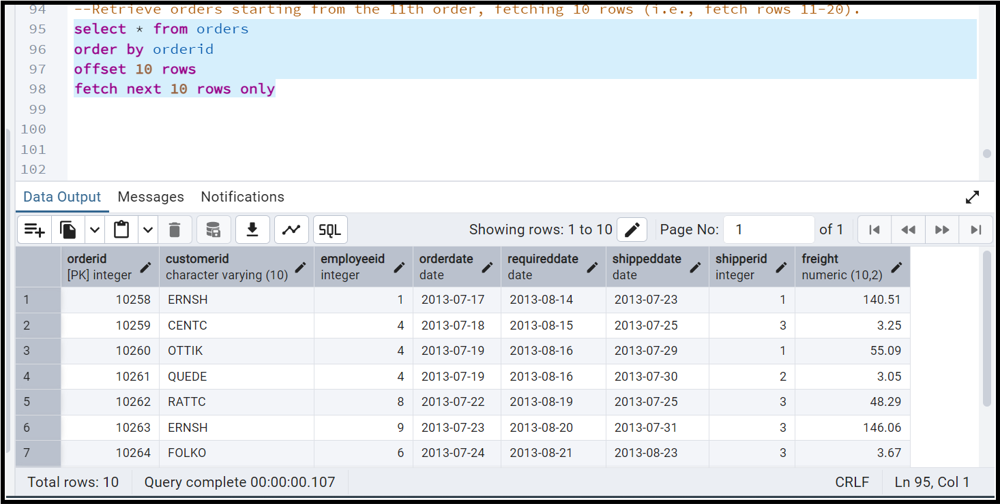 94 --Retrieve orders starting from the 11th order, fetching 10 rows (i.e., fetch rows 11-20).
95 select * from orders
96 order by orderid
97 offset 10 rows
98 fetch next 10 rows only
99
100
101
102
Data Output Messages Notifications
SQL Showing rows: 1 to 10 Page No: 1 of 1
orderid customerid employeeid orderdate requireddate shippeddate shipperid freight
[PK] integer character varying (10) integer date date date integer numeric (10,2)
1 10258 ERNSH 1 2013-07-17 2013-08-14 2013-07-23 1 140.51
2 10259 CENTC 4 2013-07-18 2013-08-15 2013-07-25 3 3.25
3 10260 OTTIK 4 2013-07-19 2013-08-16 2013-07-29 1 55.09
4 10261 QUEDE 4 2013-07-19 2013-08-16 2013-07-30 2 3.05
5 10262 RATTC 8 2013-07-22 2013-08-19 2013-07-25 3 48.29
6 10263 ERNSH 9 2013-07-23 2013-08-20 2013-07-31 3 146.06
7 10264 FOLKO 6 2013-07-24 2013-08-21 2013-08-23 3 3.67
Total rows: 10 Query complete 00:00:00.107 CRLF Ln 95, Col 1